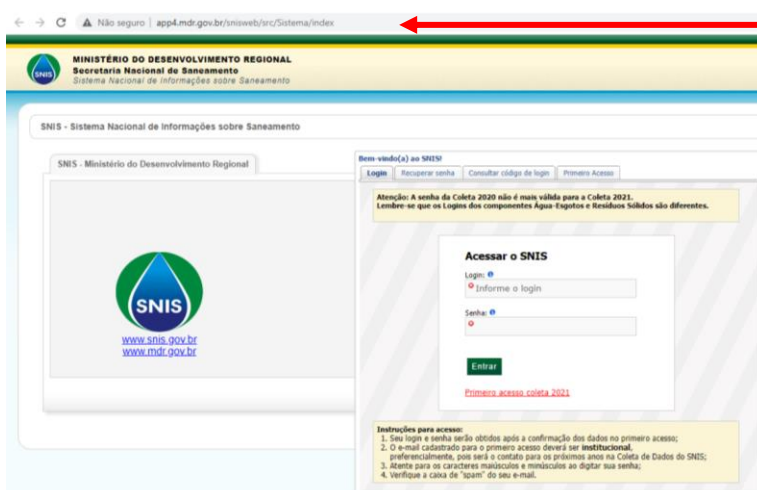 Não seguro | app4.mdr.gov.br/snisweb/src/Sistema/index
SNIS
MINISTÉRIO DO DESENVOLVIMENTO REGIONAL
Secretaria Nacional de Saneamento
Sistema Nacional de Informações sobre Saneamento
SNIS - Sistema Nacional de Informações sobre Saneamento
SNIS - Ministério do Desenvolvimento Regional
SNIS
www.snis.gov.br
www.mdr.gov.br
Bem-vindo(a) ao SNIS!
Login Recuperar senha Consultar código de login Primeiro Acesso
Atenção: A senha da Coleta 2020 não é mais válida para a Coleta 2021.
Lembre-se que os Logins dos componentes Água-Esgotos e Resíduos Sólidos são diferentes.
Acessar o SNIS
Login:
Informe o login
Senha:
Entrar
Primeiro acesso coleta 2021
Instruções para acesso:
1. Seu login e senha serão obtidos após a confirmação dos dados no primeiro acesso;
2. O e-mail cadastrado para o primero acesso deverá ser institucional,
preferencialmente, pois será o contato para os próximos anos na Coleta de Dados do SNIS;
3. Atente para os caracteres maiúsculos e minúsculos ao digitar sua senha;
4. Verifique a caixa de "spam" do seu e-mail.